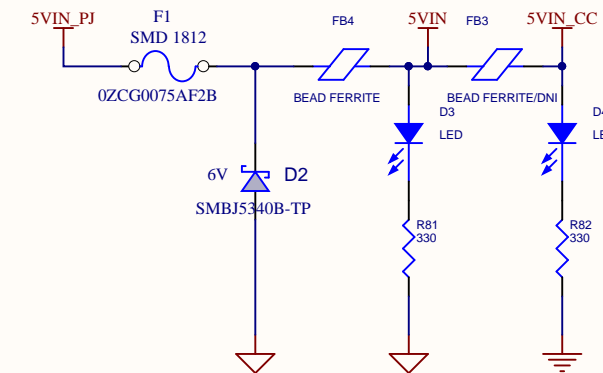 5VIN_PJ
F1
SMD 1812
0ZCG0075AF2B
FB4
BEAD FERRITE
5VIN
FB3
BEAD FERRITE/DNI
5VIN_CC
D3
LED
6V
D2
SMBJ5340B-TP
R81
330
R82
330